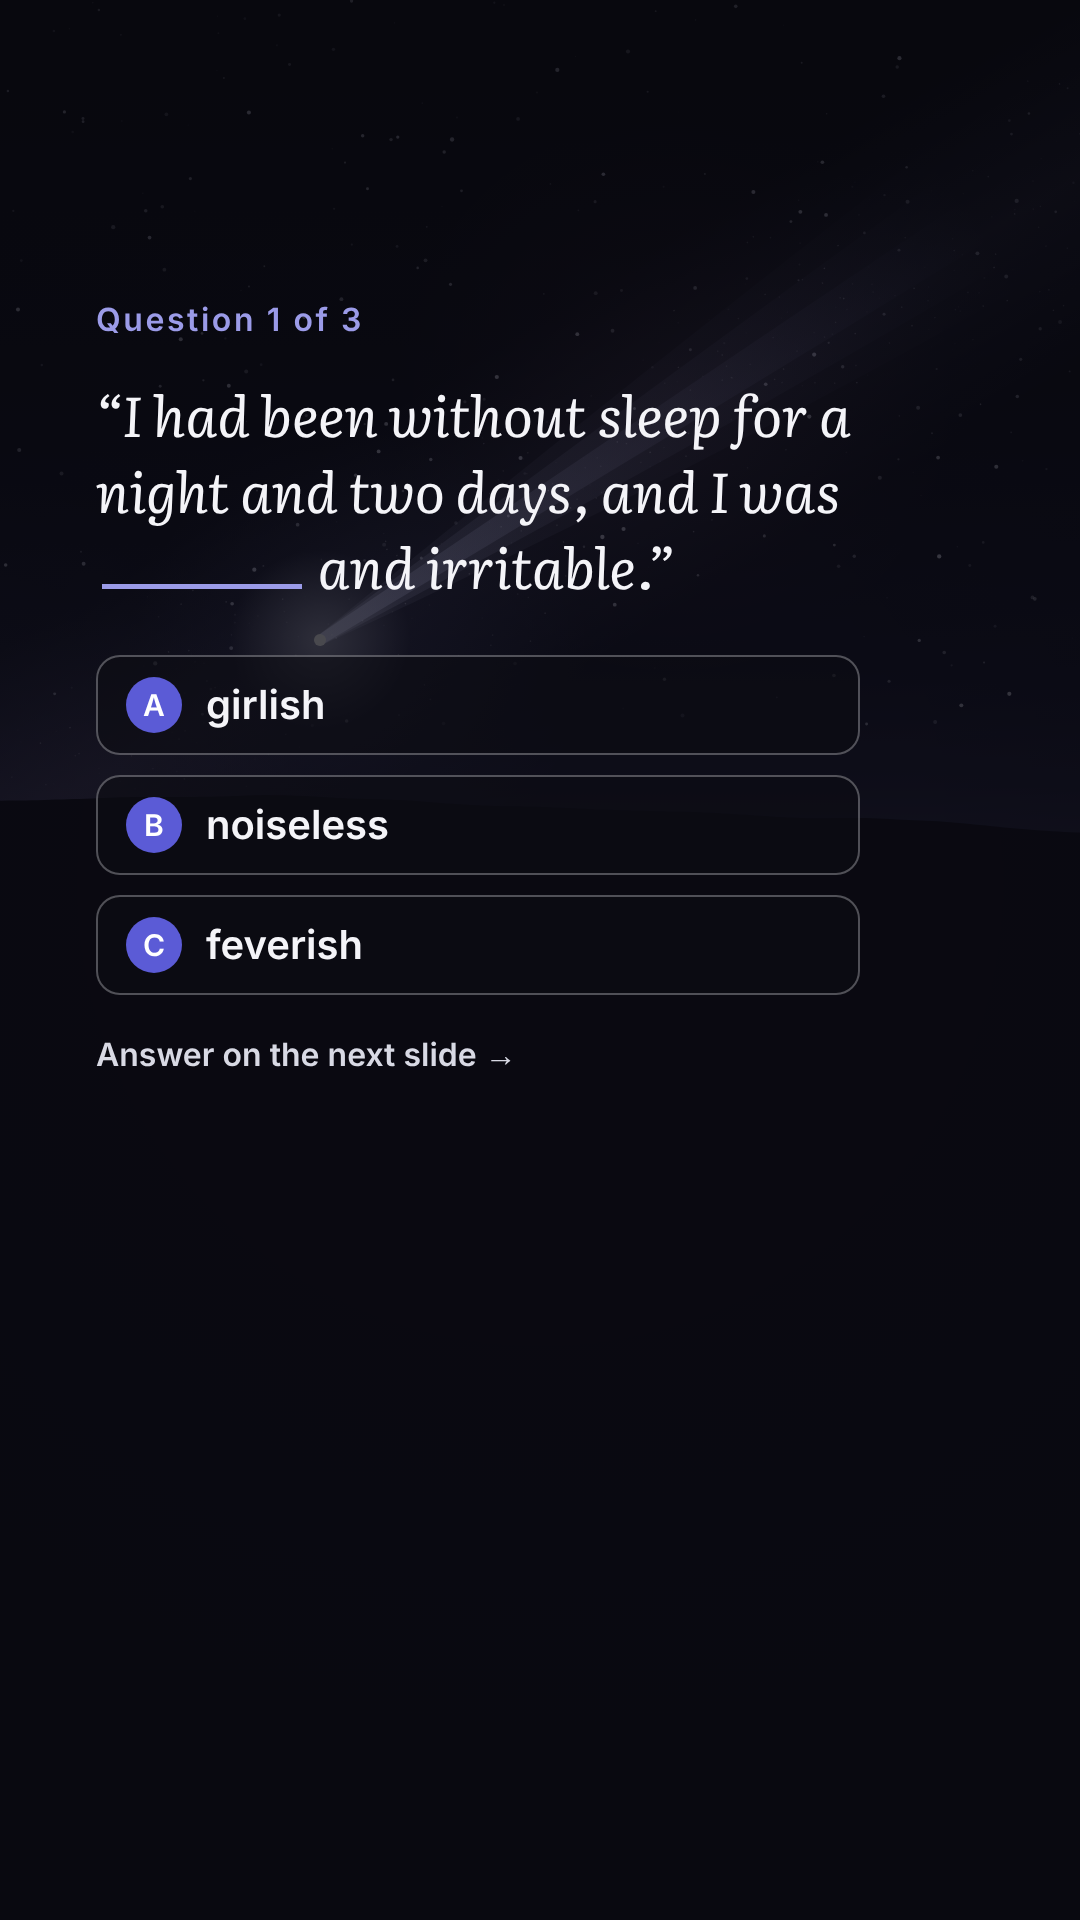 Question 1 of 3
“I had been without sleep for a
night and two days, and I was
________ and irritable.”
A girlish
B noiseless
C feverish
Answer on the next slide →